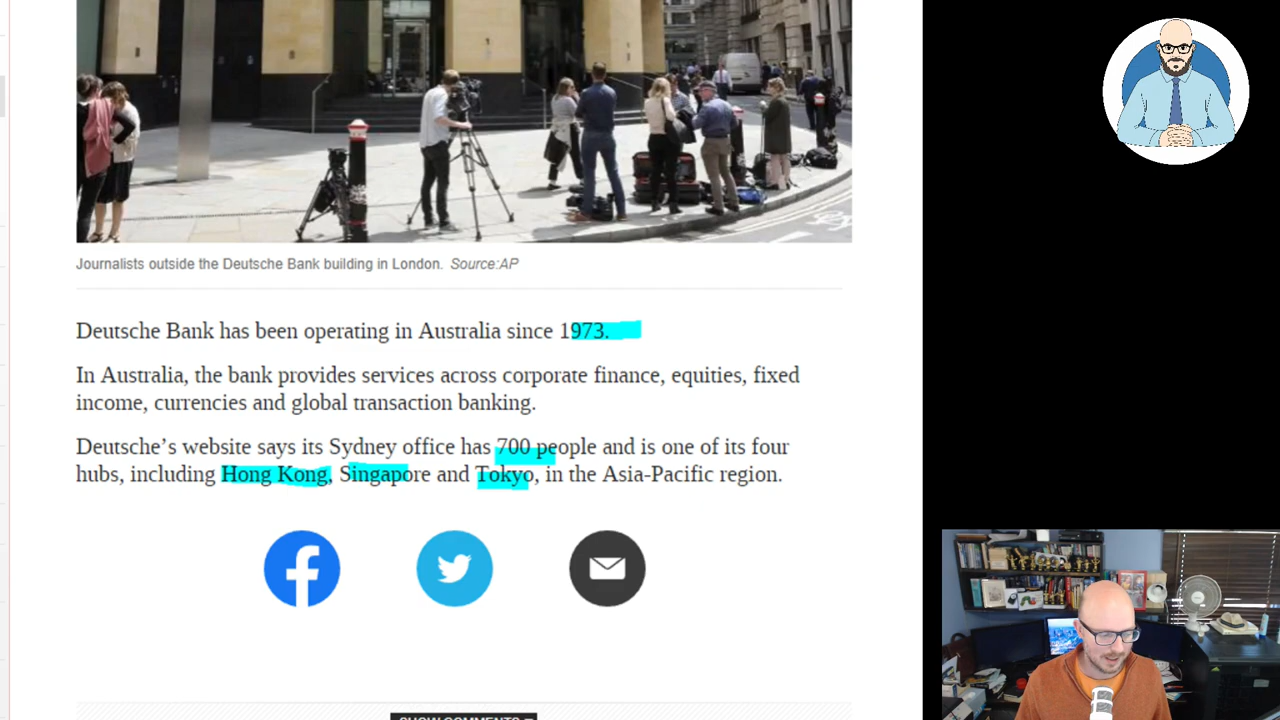 Journalists outside the Deutsche Bank building in London. Source:AP
Deutsche Bank has been operating in Australia since 1973.
In Australia, the bank provides services across corporate finance, equities, fixed
income, currencies and global transaction banking.
Deutsche’s website says its Sydney office has 700 people and is one of its four
hubs, including Hong Kong, Singapore and Tokyo, in the Asia-Pacific region.
SHOW COMMENTS